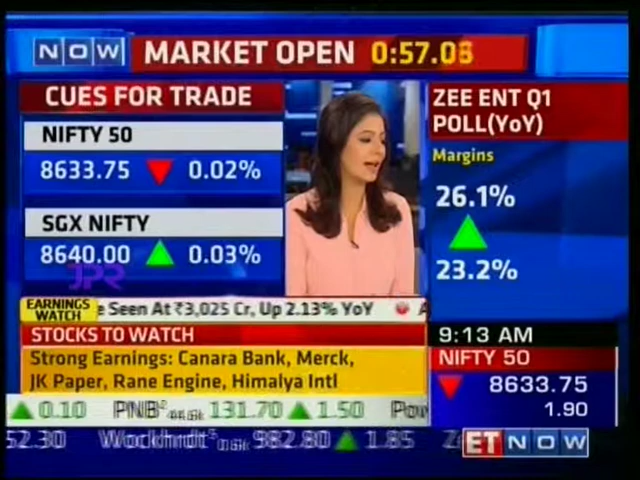 NOW
MARKET OPEN 0:57.08
CUES FOR TRADE
NIFTY 50
8633.75 0.02%
SGX NIFTY
8640.00 0.03%
JPR
ZEE ENT Q1
POLL(YoY)
Margins
26.1%
23.2%
EARNINGS
WATCH
e Seen At ₹3,025 Cr, Up 2.13% YoY
STOCKS TO WATCH
Strong Earnings: Canara Bank, Merck,
JK Paper, Rane Engine, Himalya Intl
9:13 AM
NIFTY 50
8633.75
1.90
0.10 PNB 131.70 1.50 Pow
52.30 Wockhrdt 982.80 1.85
ET NOW